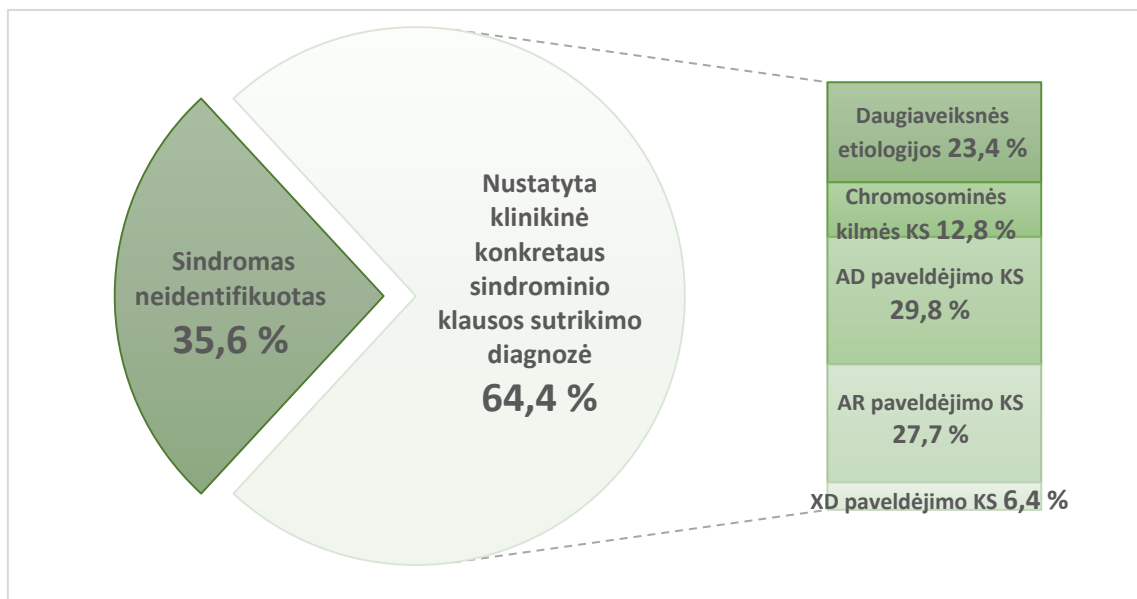 Sindromas
neidentifikuotas
35,6 %
Nustatyta
klinikinė
konkretaus
sindrominio
klausos sutrikimo
diagnozė
64,4 %
Daugiaveiksnės
etiologijos 23,4 %
Chromosominės
kilmės KS 12,8 %
AD paveldėjimo KS
29,8 %
AR paveldėjimo KS
27,7 %
XD paveldėjimo KS 6,4 %